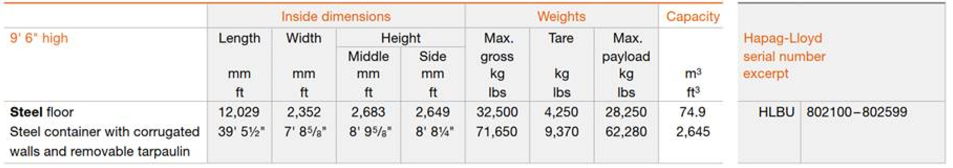 Inside dimensions Weights Capacity
9' 6" high Length Width Height Max. Tare Max. Hapag-Lloyd
Middle Side gross payload serial number
mm mm mm mm kg kg kg m³ excerpt
ft ft ft ft lbs lbs lbs ft³
Steel floor 12,029 2,352 2,683 2,649 32,500 4,250 28,250 74.9 HLBU 802100–802599
Steel container with corrugated 39' 5½" 7' 8⅝" 8' 9⅝" 8' 8¼" 71,650 9,370 62,280 2,645
walls and removable tarpaulin